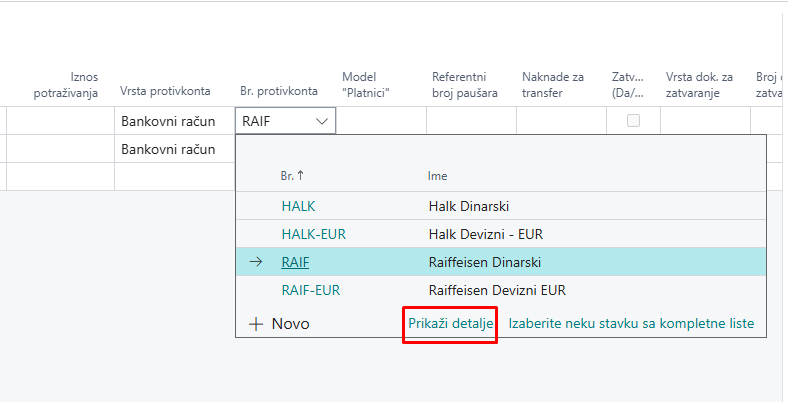 Iznos potraživanja
Vrsta protivkonta
Br. protivkonta
Model "Platnici"
Referentni broj paušara
Naknade za transfer
Zatv... (Da/...
Vrsta dok. za zatvaranje
Broj zatva
Bankovni račun
RAIF
Bankovni račun
Br. ↑
Ime
HALK
Halk Dinarski
HALK-EUR
Halk Devizni - EUR
→ RAIF
Raiffeisen Dinarski
RAIF-EUR
Raiffeisen Devizni EUR
+ Novo
Prikaži detalje
Izaberite neku stavku sa kompletne liste